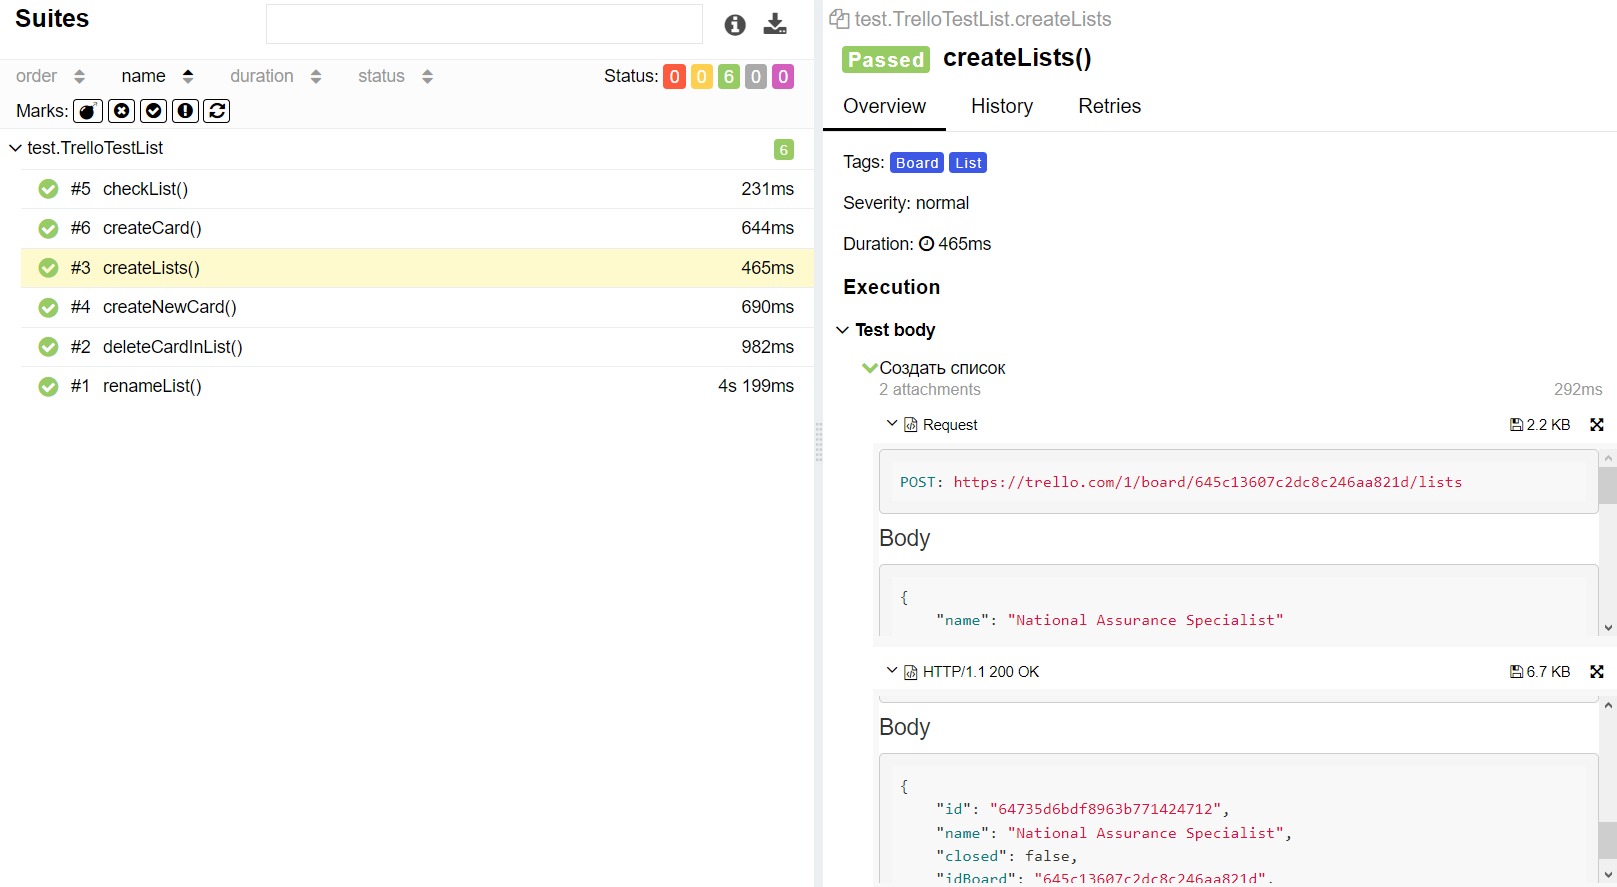 Suites
order name duration status Status: 0 0 6 0 0
Marks:
test.TrelloTestList 6
#5 checkList() 231ms
#6 createCard() 644ms
#3 createLists() 465ms
#4 createNewCard() 690ms
#2 deleteCardInList() 982ms
#1 renameList() 4s 199ms
test.TrelloTestList.createLists
Passed createLists()
Overview History Retries
Tags: Board List
Severity: normal
Duration: 465ms
Execution
Test body
Создать список
2 attachments 292ms
Request 2.2 KB
POST: https://trello.com/1/board/645c13607c2dc8c246aa821d/lists
Body
{
"name": "National Assurance Specialist"
HTTP/1.1 200 OK 6.7 KB
Body
{
"id": "64735d6bdf8963b771424712",
"name": "National Assurance Specialist",
"closed": false,
"idBoard": "645c13607c2dc8c246aa821d",